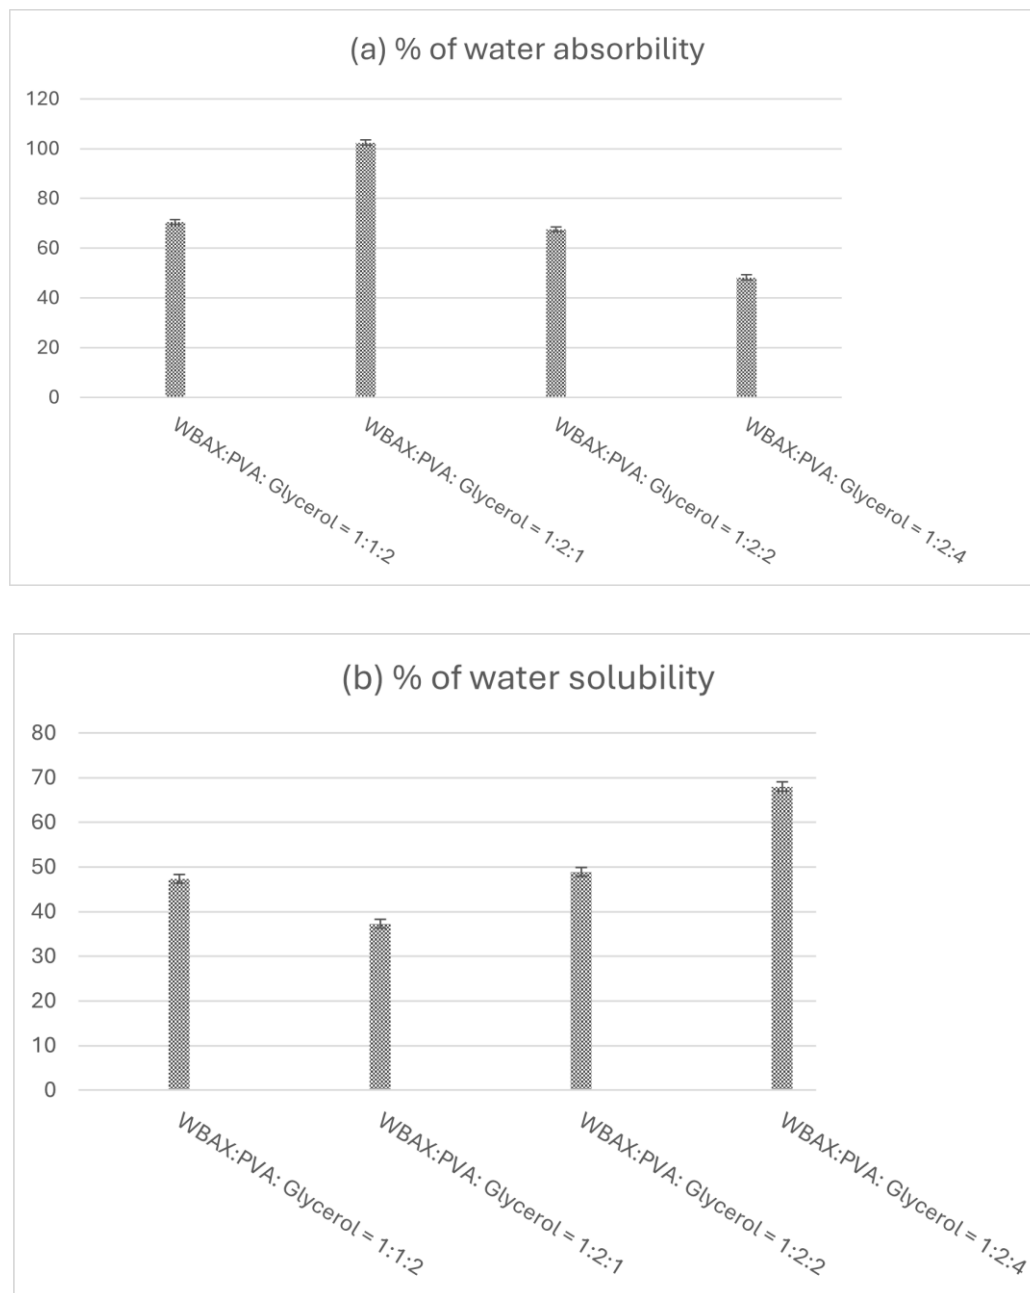 (a) % of water absorbility
120
100
80
60
40
20
0
WBAX:PVA: Glycerol = 1:1:2
WBAX:PVA: Glycerol = 1:2:1
WBAX:PVA: Glycerol = 1:2:2
WBAX:PVA: Glycerol = 1:2:4
(b) % of water solubility
80
70
60
50
40
30
20
10
0
WBAX:PVA: Glycerol = 1:1:2
WBAX:PVA: Glycerol = 1:2:1
WBAX:PVA: Glycerol = 1:2:2
WBAX:PVA: Glycerol = 1:2:4